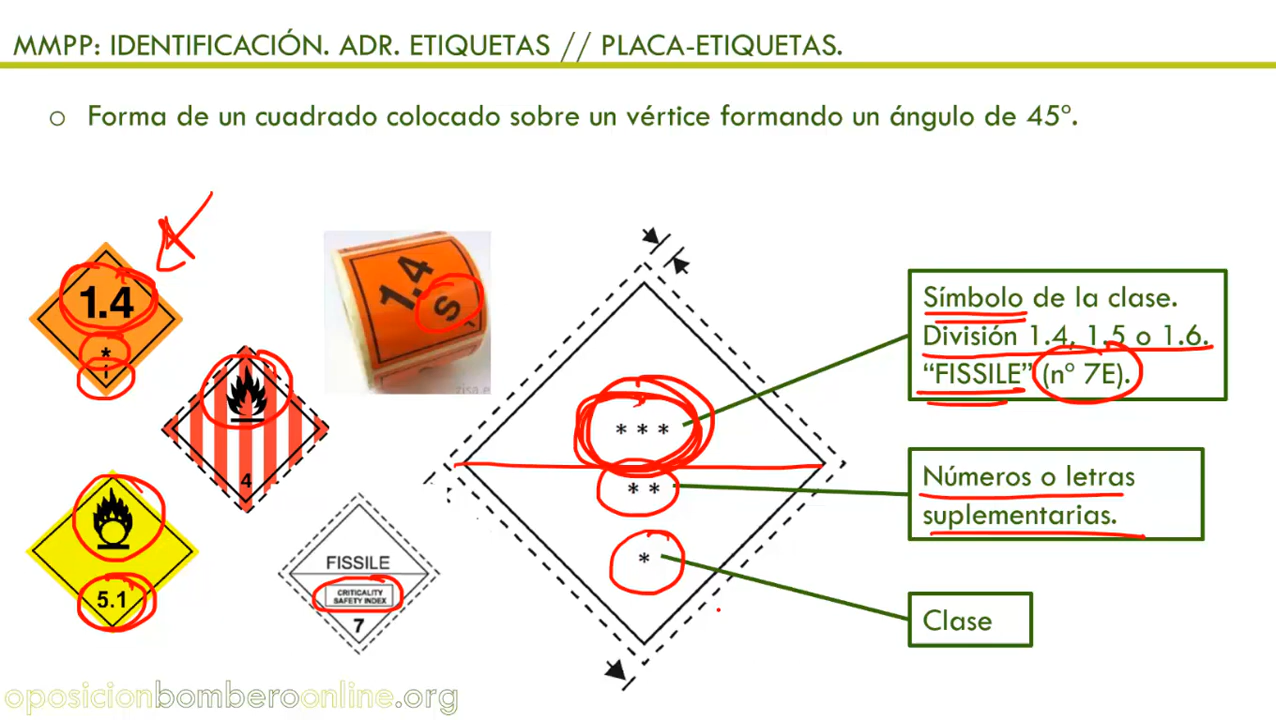 MMPP: IDENTIFICACIÓN. ADR. ETIQUETAS // PLACA-ETIQUETAS.
o Forma de un cuadrado colocado sobre un vértice formando un ángulo de 45º.
1.4
*
1
4
5.1
1.4
S
FISSILE
CRITICALITY
SAFETY INDEX
7
* * *
* *
*
Símbolo de la clase.
División 1.4, 1.5 o 1.6.
“FISSILE” (nº 7E).
Números o letras
suplementarias.
Clase
oposicionbomberoonline.org